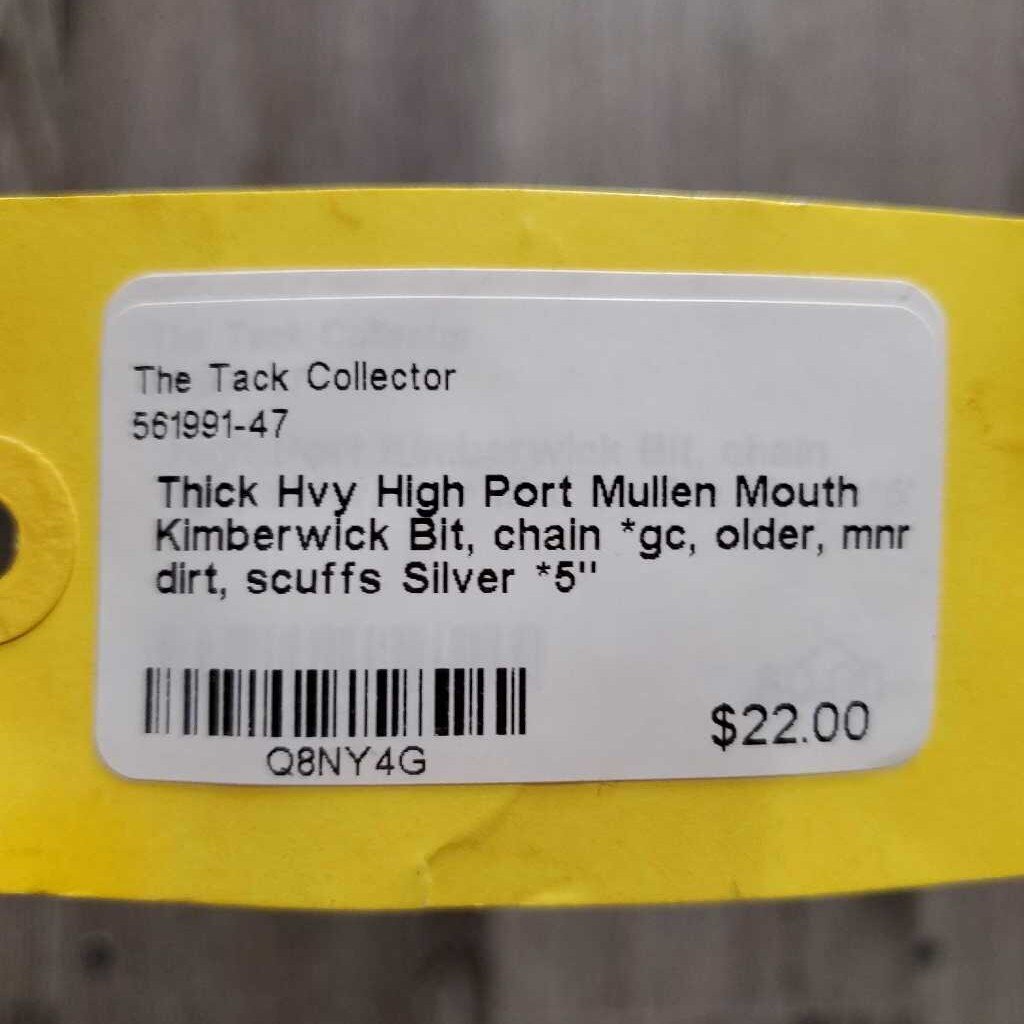 The Tack Collector
561991-47
Thick Hvy High Port Mullen Mouth
Kimberwick Bit, chain *gc, older, mnr
dirt, scuffs Silver *5"
$22.00
Q8NY4G